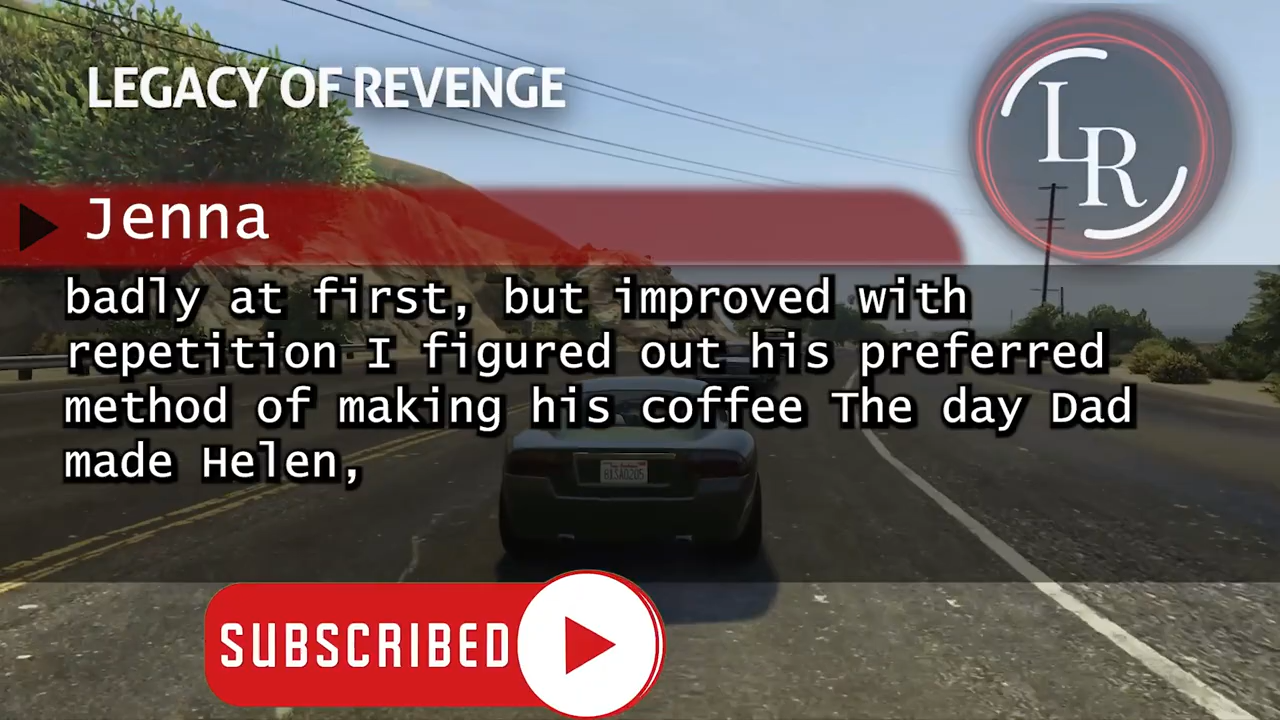 LEGACY OF REVENGE
LR
Jenna
badly at first, but improved with
repetition I figured out his preferred
method of making his coffee The day Dad
made Helen,
SUBSCRIBED